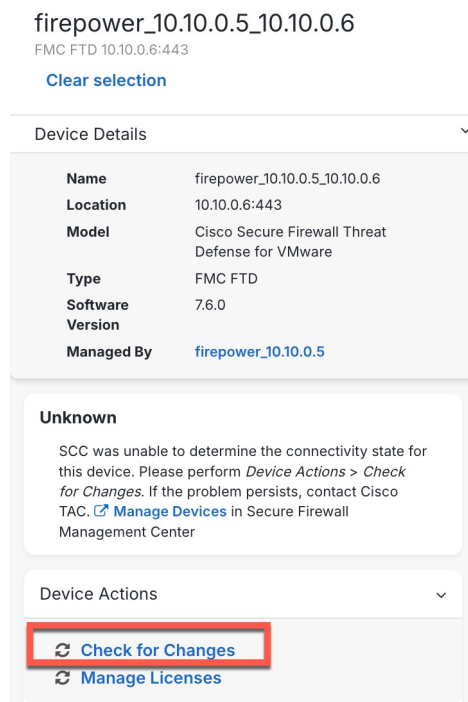 firepower_10.10.0.5_10.10.0.6
FMC FTD 10.10.0.6:443
Clear selection
Device Details
Name firepower_10.10.0.5_10.10.0.6
Location 10.10.0.6:443
Model Cisco Secure Firewall Threat
Defense for VMware
Type FMC FTD
Software 7.6.0
Version
Managed By firepower_10.10.0.5
Unknown
SCC was unable to determine the connectivity state for
this device. Please perform Device Actions > Check
for Changes. If the problem persists, contact Cisco
TAC. Manage Devices in Secure Firewall
Management Center
Device Actions
Check for Changes
Manage Licenses